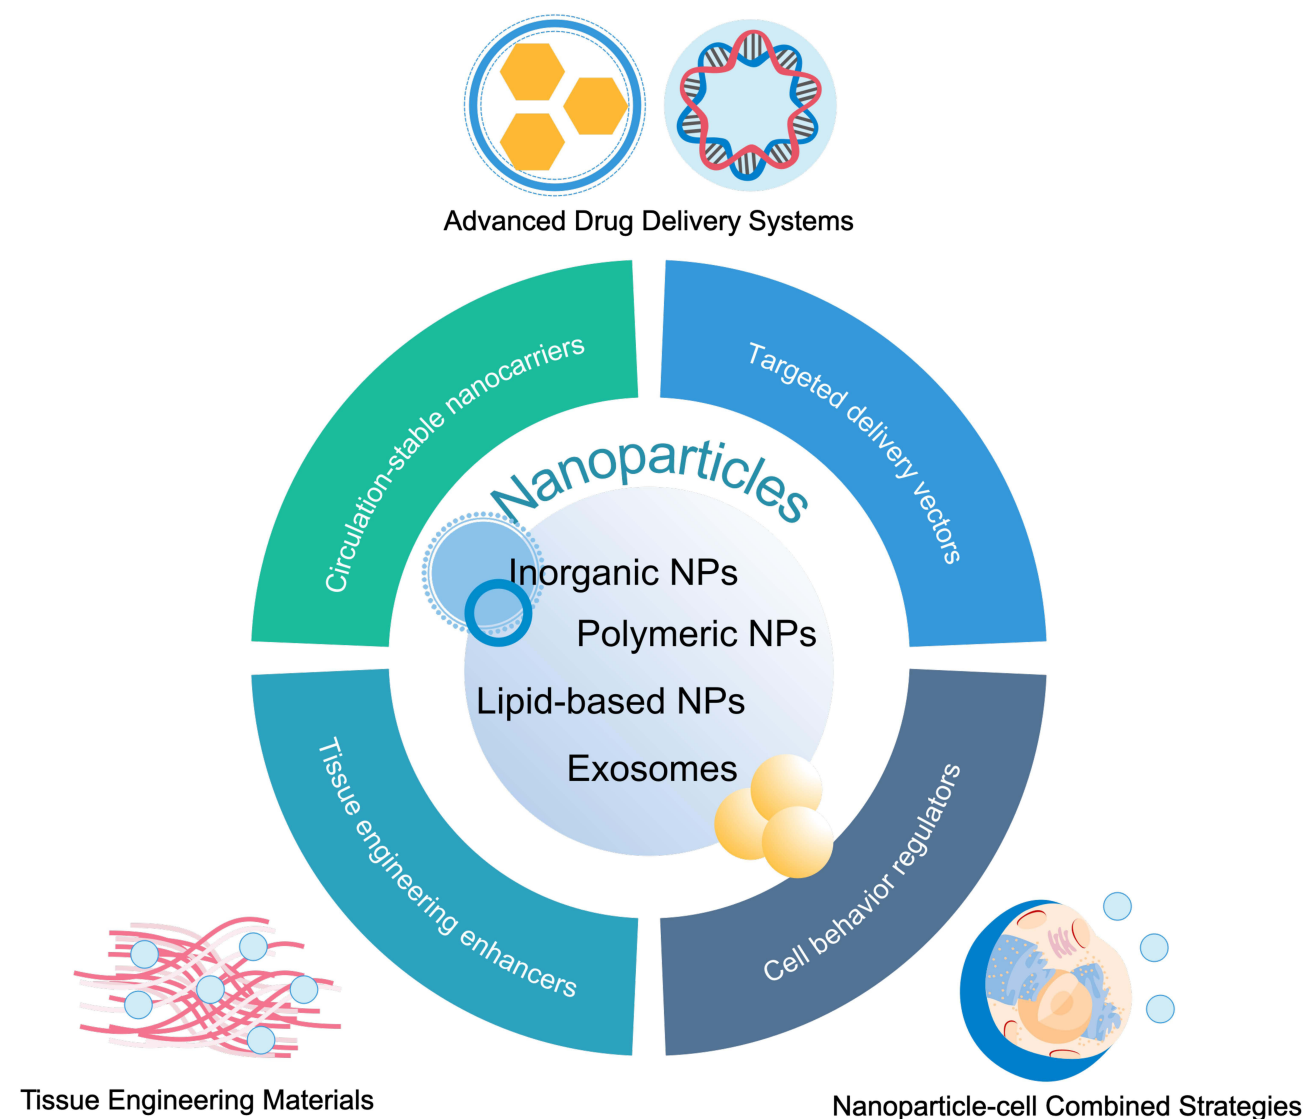 Advanced Drug Delivery Systems
Circulation-stable nanocarriers
Targeted delivery vectors
Nanoparticles
Inorganic NPs
Polymeric NPs
Lipid-based NPs
Exosomes
Tissue engineering enhancers
Cell behavior regulators
Tissue Engineering Materials
Nanoparticle-cell Combined Strategies